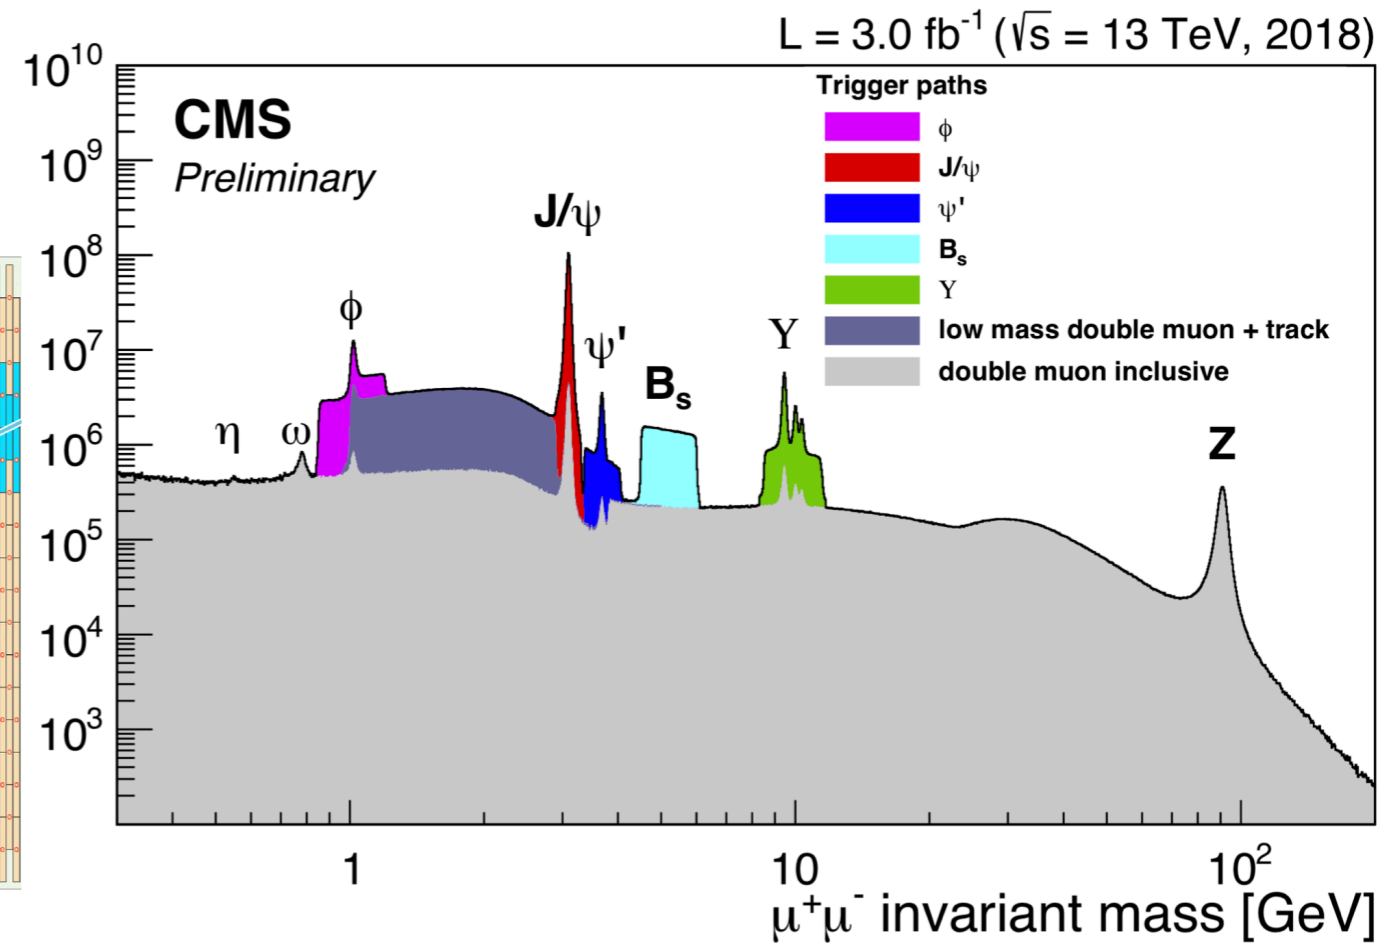 L = 3.0 fb⁻¹ (√s = 13 TeV, 2018)
CMS
Preliminary
Trigger paths
ϕ
J/ψ
ψ'
Bₛ
Υ
low mass double muon + track
double muon inclusive
10¹⁰
10⁹
10⁸
10⁷
10⁶
10⁵
10⁴
10³
η
ω
ϕ
J/ψ
ψ'
Bₛ
Υ
Z
1
10
10²
μ⁺μ⁻ invariant mass [GeV]